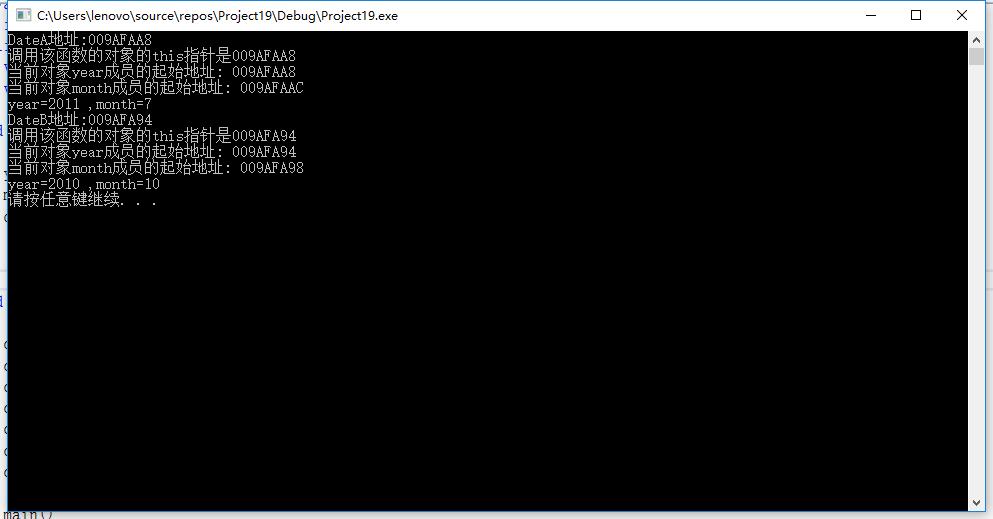 C:\Users\lenovo\source\repos\Project19\Debug\Project19.exe
DateA地址:009AFAA8
调用该函数的对象的this指针是009AFAA8
当前对象year成员的起始地址: 009AFAA8
当前对象month成员的起始地址: 009AFAAC
year=2011 ,month=7
DateB地址:009AFA94
调用该函数的对象的this指针是009AFA94
当前对象year成员的起始地址: 009AFA94
当前对象month成员的起始地址: 009AFA98
year=2010 ,month=10
请按任意键继续. . .
main()